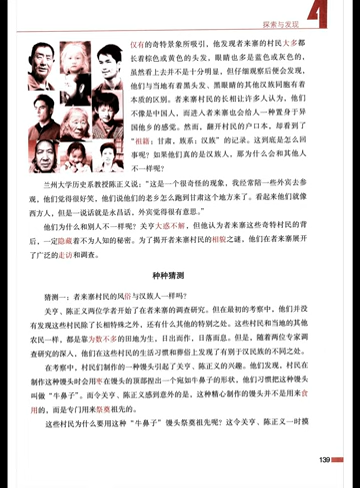 探索与发现
4
仅有的奇特景象所吸引，他发现者来寨的村民大多都
长着棕色或黄色的头发，眼睛也多是蓝色或灰色的，
虽然看上去并不是十分明显，但仔细观察后便会发现，
他们与当地有着黑头发、黑眼睛的其他汉族同胞有着
本质的区别。者来寨村民的长相让许多人认为，他们
不像是中国人，而进入者来寨也会给人一种置身于异
国他乡的感觉。然而，翻开村民的户口本，却看到了
“祖籍：甘肃，族系：汉族”的记录。这到底是怎么回
事呢？如果他们真的是汉族人，那为什么会和其他人
不一样呢？
兰州大学历史系教授陈正义说：“这是一个很奇怪的现象，我经常陪一些外宾去参
观，他们觉得很好笑，他们说他们的老乡怎么跑到甘肃这个地方来了。看起来他们就像
西方人，但是一说话就是永昌话，外宾觉得很有意思。”
他们为什么和别人不一样呢？关亨大惑不解，但他认为者来寨这些奇特村民的背
后，一定隐藏着不为人知的秘密。为了揭开者来寨村民的相貌之谜，他们在者来寨展开
了广泛的走访和调查。
种种猜测
猜测一：者来寨村民的风俗与汉族人一样吗？
关亨、陈正义两位学者开始了在者来寨的调查研究。但在最初的考察中，他们并没
有发现这些村民除了长相特殊之外，还有什么其他的特别之处。这些村民和当地的其他
农民一样，都是靠为数不多的田地为生，日出而作，日落而息。但是，随着两位专家调
查研究的深入，他们在这些村民的生活习惯和葬俗上发现了有别于汉民族的不同之处。
在考察中，村民们制作的一种馒头引起了关亨、陈正义的兴趣。他们发现，村民在
制作这种馒头时会用枣在馒头的顶部捏出一个宛如牛鼻子的形状，他们习惯把这种馒头
叫做“牛鼻子”。而令关亨、陈正义感到意外的是，这种精心制作的馒头并不是用来食
用的，而是专门用来祭奠祖先的。
这些村民为什么要用这种“牛鼻子”馒头祭奠祖先呢？这令关亨、陈正义一时摸
139